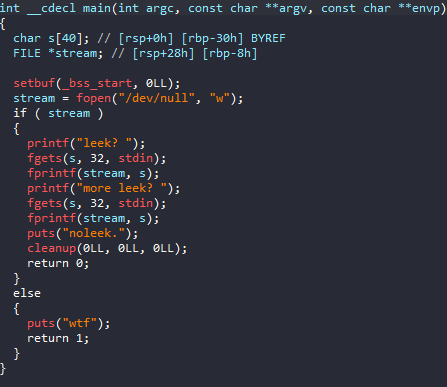 int __cdecl main(int argc, const char **argv, const char **envp)
{
  char s[40]; // [rsp+0h] [rbp-30h] BYREF
  FILE *stream; // [rsp+28h] [rbp-8h]

  setbuf(_bss_start, 0LL);
  stream = fopen("/dev/null", "w");
  if ( stream )
  {
    printf("leek? ");
    fgets(s, 32, stdin);
    fprintf(stream, s);
    printf("more leek? ");
    fgets(s, 32, stdin);
    fprintf(stream, s);
    puts("noleek.");
    cleanup(0LL, 0LL, 0LL);
    return 0;
  }
  else
  {
    puts("wtf");
    return 1;
  }
}